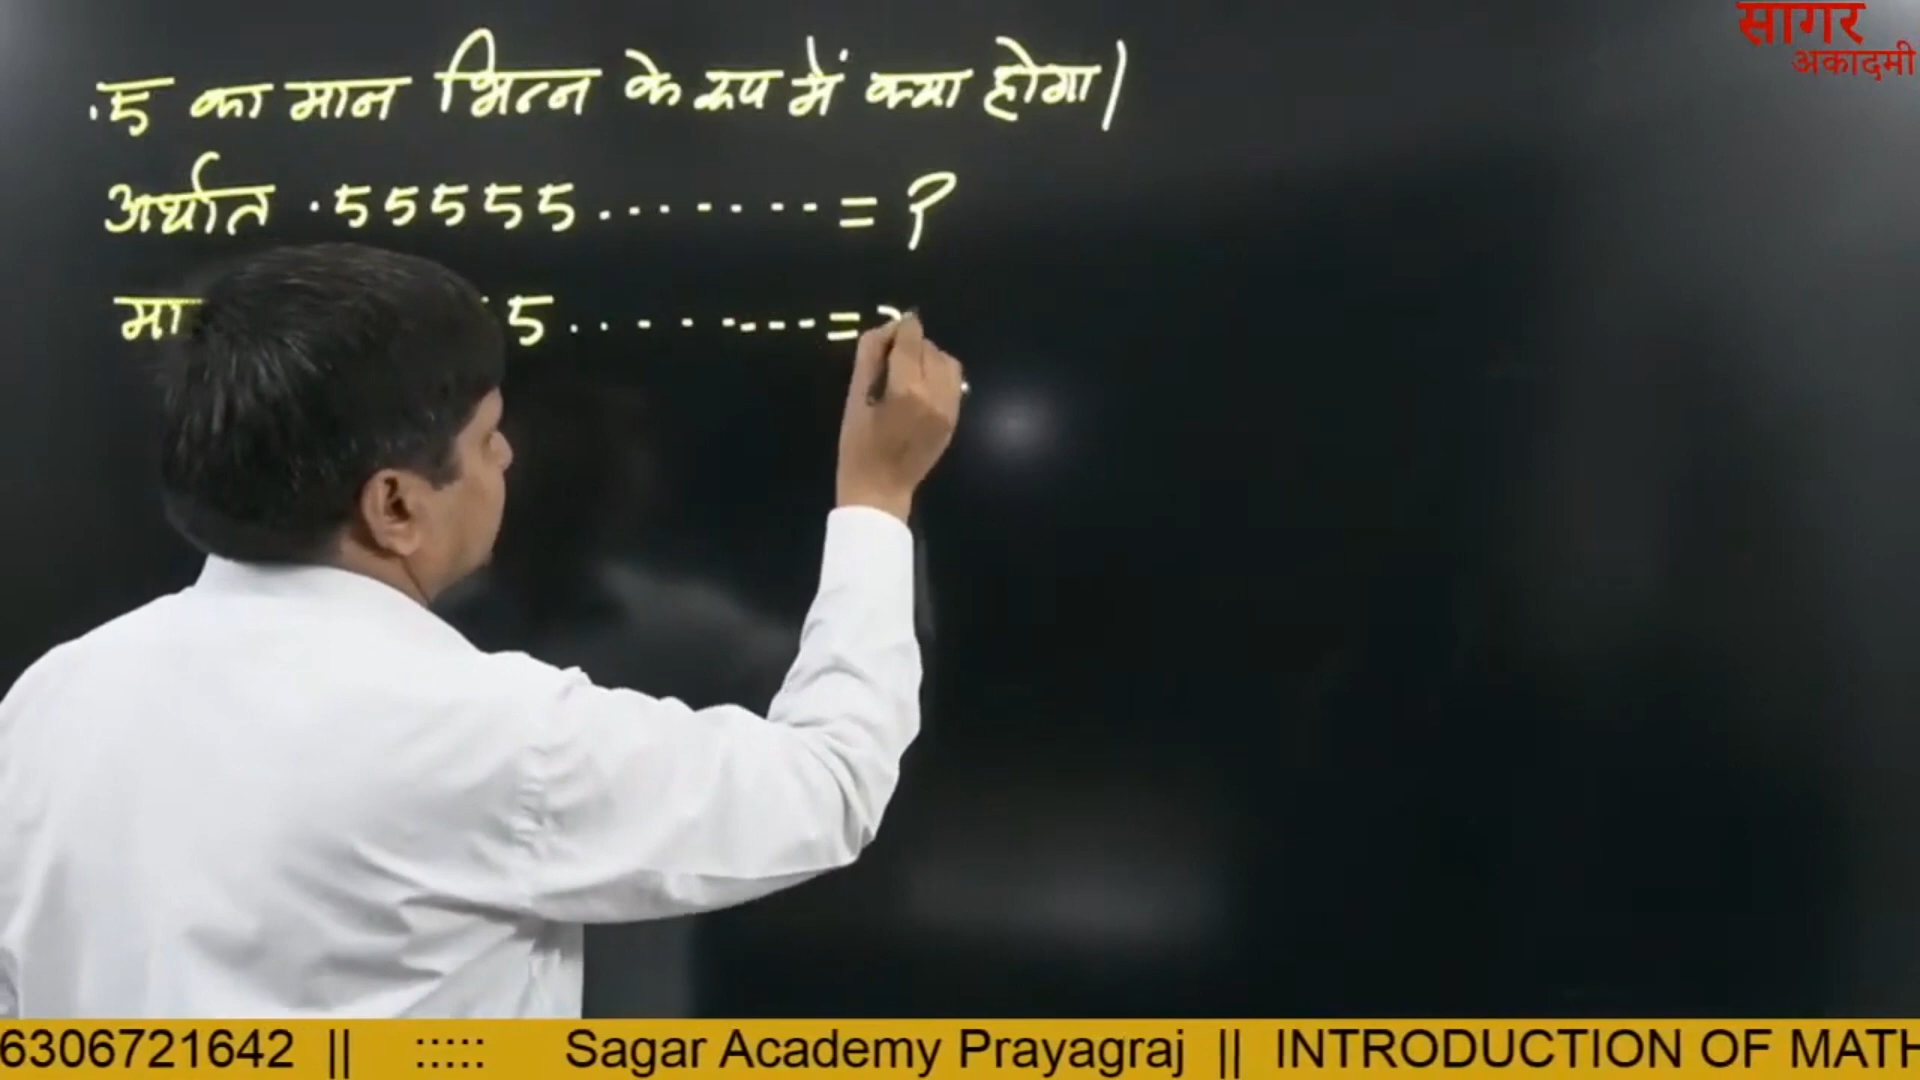 सागर
अकादमी
.5̅ का मान भिन्न के रूप में क्या होगा।
अर्थात .55555....... = ?
5......... =
6306721642 || ::::: Sagar Academy Prayagraj || INTRODUCTION OF MATH